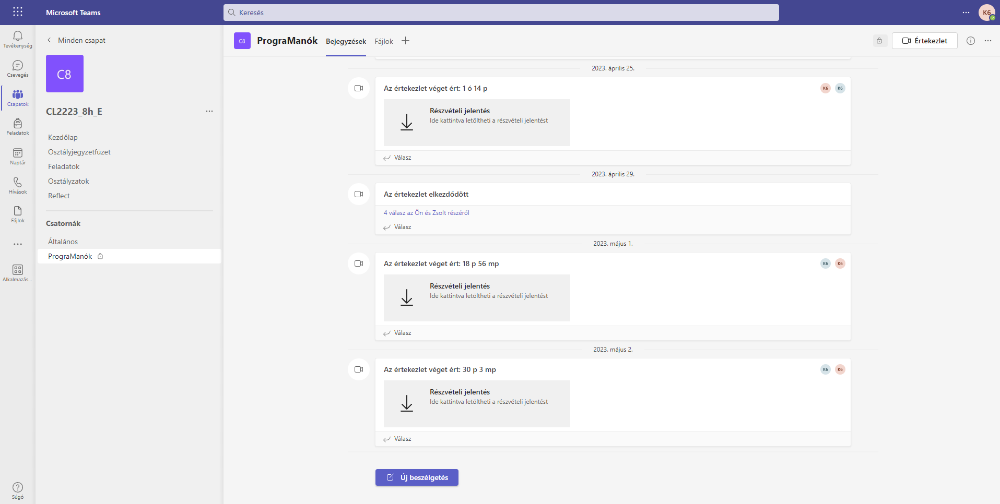 Microsoft Teams
Keresés
K6
Tevékenység
Csevegés
Csapatok
Feladatok
Naptár
Hívások
Fájlok
Alkalmazás...
Súgó
Minden csapat
C8
CL2223_8h_E
Kezdőlap
Osztályjegyzetfüzet
Feladatok
Osztályzatok
Reflect
Csatornák
Általános
PrograManók
C8 PrograManók Bejegyzések Fájlok
Értekezlet
2023. április 25.
Az értekezlet véget ért: 1 ó 14 p
K6 K6
Részvételi jelentés
Ide kattintva letöltheti a részvételi jelentést
Válasz
2023. április 29.
Az értekezlet elkezdődött
4 válasz az Ön és Zsolt részéről
Válasz
2023. május 1.
Az értekezlet véget ért: 18 p 56 mp
K6 K6
Részvételi jelentés
Ide kattintva letöltheti a részvételi jelentést
Válasz
2023. május 2.
Az értekezlet véget ért: 30 p 3 mp
K6 K6
Részvételi jelentés
Ide kattintva letöltheti a részvételi jelentést
Válasz
Új beszélgetés